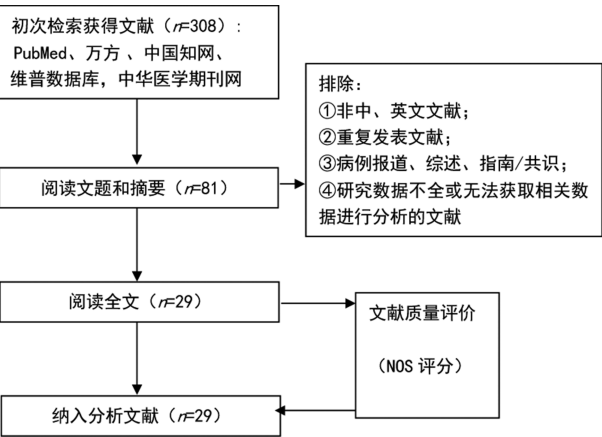 初次检索获得文献（n=308）:
PubMed、万方、中国知网、
维普数据库，中华医学期刊网
排除：
①非中、英文文献；
②重复发表文献；
③病例报道、综述、指南/共识；
④研究数据不全或无法获取相关数
据进行分析的文献
阅读文题和摘要（n=81）
阅读全文（n=29）
文献质量评价
（NOS 评分）
纳入分析文献（n=29）